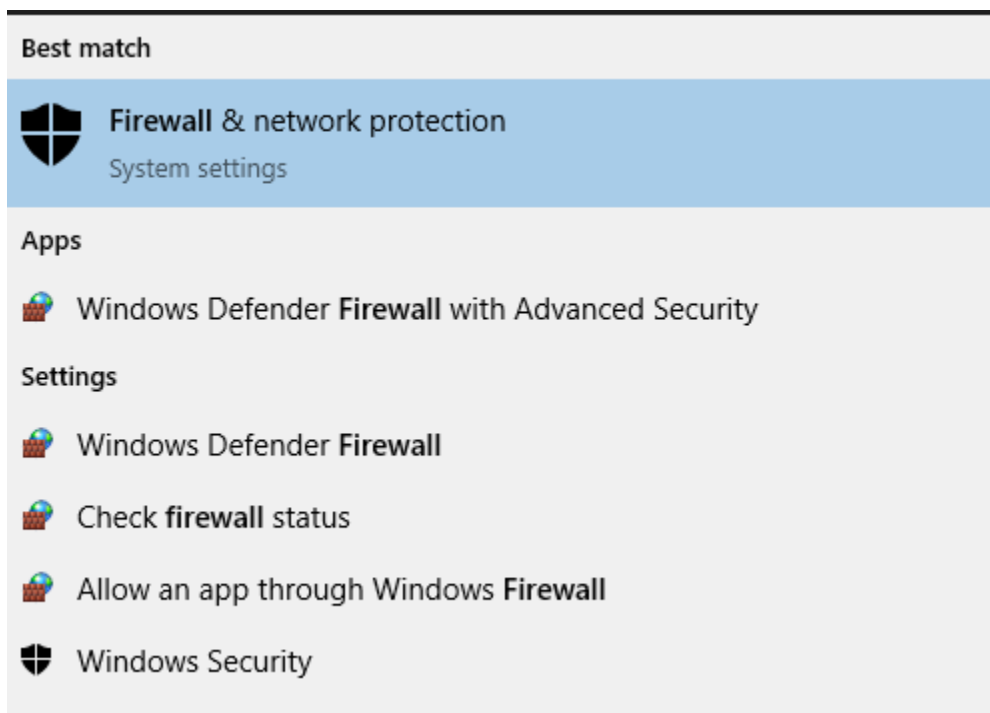 Best match
Firewall & network protection
System settings
Apps
Windows Defender Firewall with Advanced Security
Settings
Windows Defender Firewall
Check firewall status
Allow an app through Windows Firewall
Windows Security